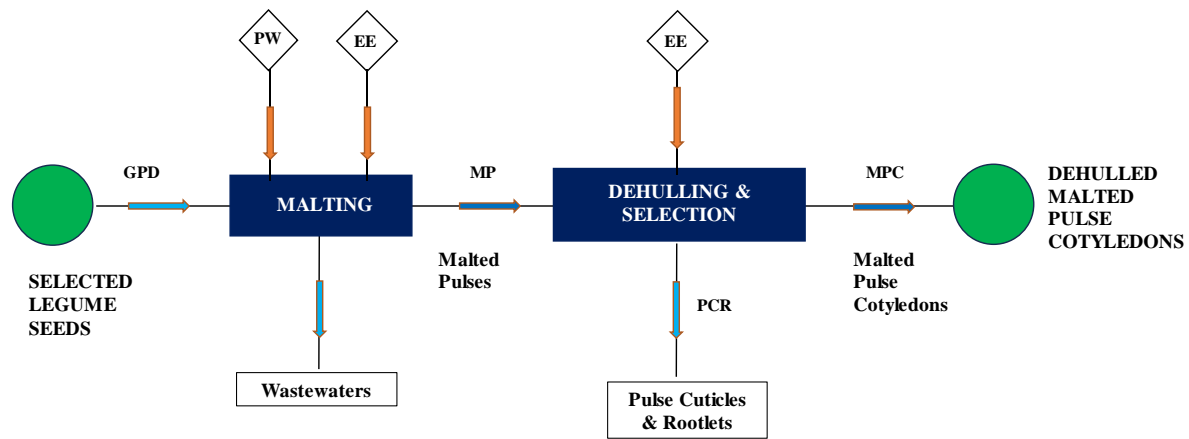 PW
EE
EE
GPD
MALTING
MP
DEHULLING &
SELECTION
MPC
DEHULLED
MALTED
PULSE
COTYLEDONS
SELECTED
LEGUME
SEEDS
Malted
Pulses
Malted
Pulse
Cotyledons
PCR
Wastewaters
Pulse Cuticles
& Rootlets